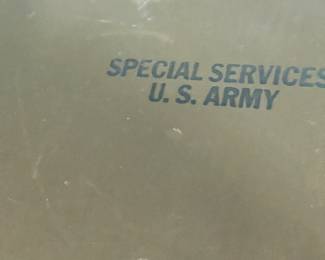 SPECIAL SERVICES
U. S. ARMY